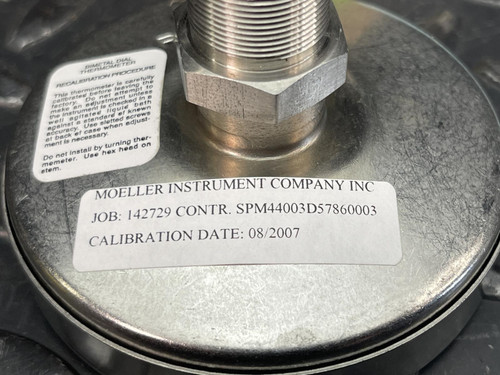 BIMETAL DIAL
THERMOMETER
RECALIBRATION PROCEDURE
This thermometer is carefully
calibrated before leaving the
factory. Do not attempt to
make an adjustment unless
the instrument is checked in a
well agitated liquid bath
against a standard of known
accuracy. Use slotted screws
at back of case when adjust-
ment is necessary.
Do not install by turning ther-
mometer. Use hex head on
stem.
MOELLER INSTRUMENT COMPANY INC
JOB: 142729 CONTR. SPM44003D57860003
CALIBRATION DATE: 08/2007